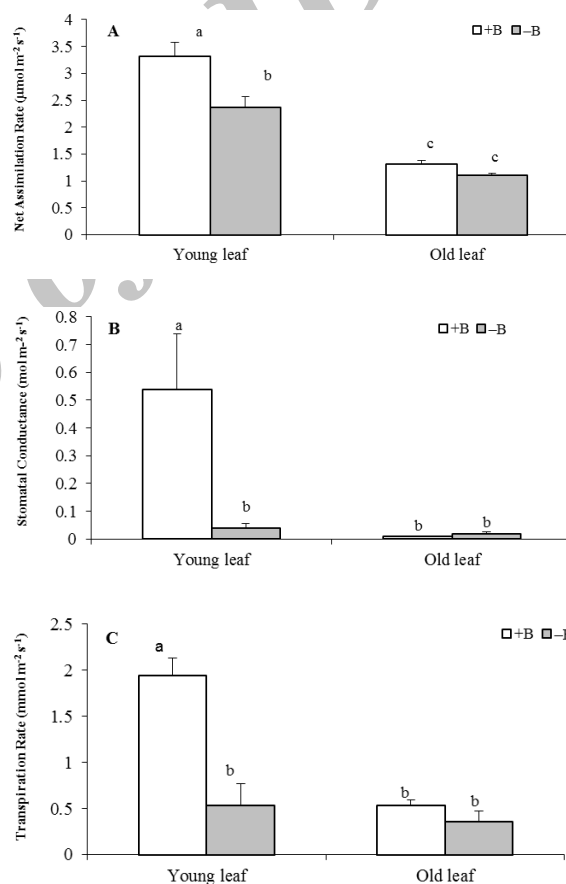 A
+B –B
Net Assimilation Rate (µmol m⁻² s⁻¹)
4
3.5
3
2.5
2
1.5
1
0.5
0
a
b
c
c
Young leaf
Old leaf
B
+B –B
Stomatal Conductance (mol m-² s¹)
0.8
0.7
0.6
0.5
0.4
0.3
0.2
0.1
0
a
b
b
b
Young leaf
Old leaf
C
+B –B
Transpiration Rate (mmol m⁻² s⁻¹)
2.5
2
1.5
1
0.5
0
a
b
b
b
Young leaf
Old leaf